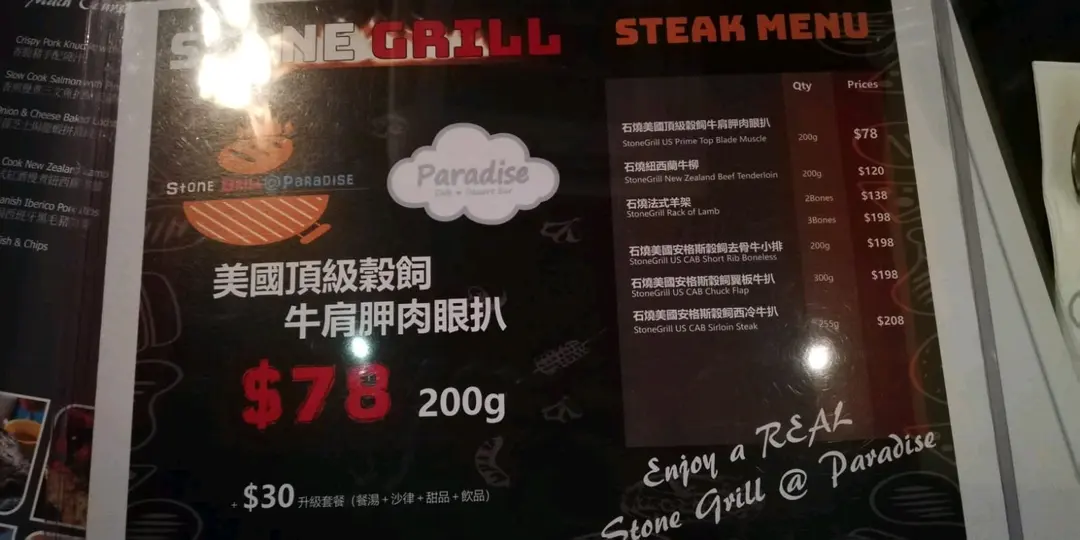 Crispy Pork Knuckle
Slow Cook Salmon with
Onion & Cheese Baked
Cook New Zealand
Spanish Iberico Pork
Fish & Chips
STONE GRILL
STONE GRILL@PARADISE
Paradise
美國頂級穀飼
牛肩胛肉眼扒
$78 200g
+ $30 升級套餐 (餐湯+沙律+甜品+飲品)
STEAK MENU
Qty Prices
石燒美國頂級穀飼牛肩胛肉眼扒
StoneGrill US Prime Top Blade Muscle 200g $78
石燒紐西蘭牛柳
StoneGrill New Zealand Beef Tenderloin 200g $120
石燒法式羊架 2Bones $138
StoneGrill Rack of Lamb
3Bones $198
石燒美國安格斯穀飼去骨牛小排 200g $198
StoneGrill US CAB Short Rib Boneless
石燒美國安格斯穀飼翼板牛扒 300g $198
StoneGrill US CAB Chuck Flap
石燒美國安格斯穀飼西冷牛扒
StoneGrill US CAB Sirloin Steak 255g $208
Enjoy a REAL
Stone Grill @ Paradise